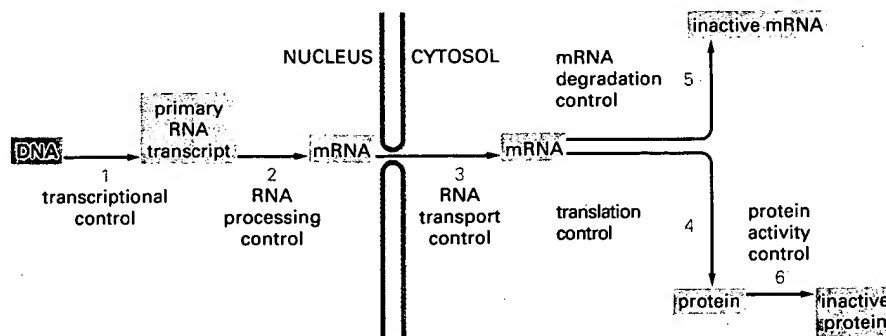 inactive mRNA
NUCLEUS CYTOSOL
mRNA
degradation
control
5
primary
RNA
transcript
DNA
mRNA
mRNA
1
transcriptional
control
2
RNA
processing
control
3
RNA
transport
control
translation
control
4
protein
activity
control
6
protein
inactive
protein